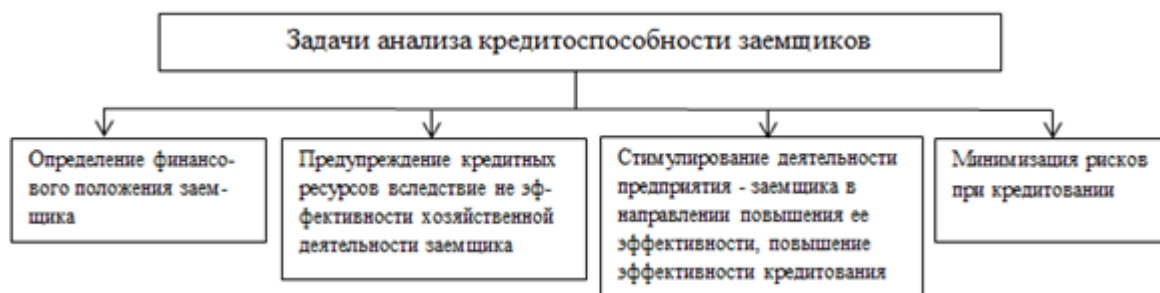 Задачи анализа кредитоспособности заемщиков
Определение финансо-
вого положения заем-
щика
Предупреждение кредитных
ресурсов вследствие не эф-
фективности хозяйственной
деятельности заемщика
Стимулирование деятельности
предприятия - заемщика в
направлении повышения ее
эффективности, повышение
эффективности кредитования
Минимизация рисков
при кредитовании